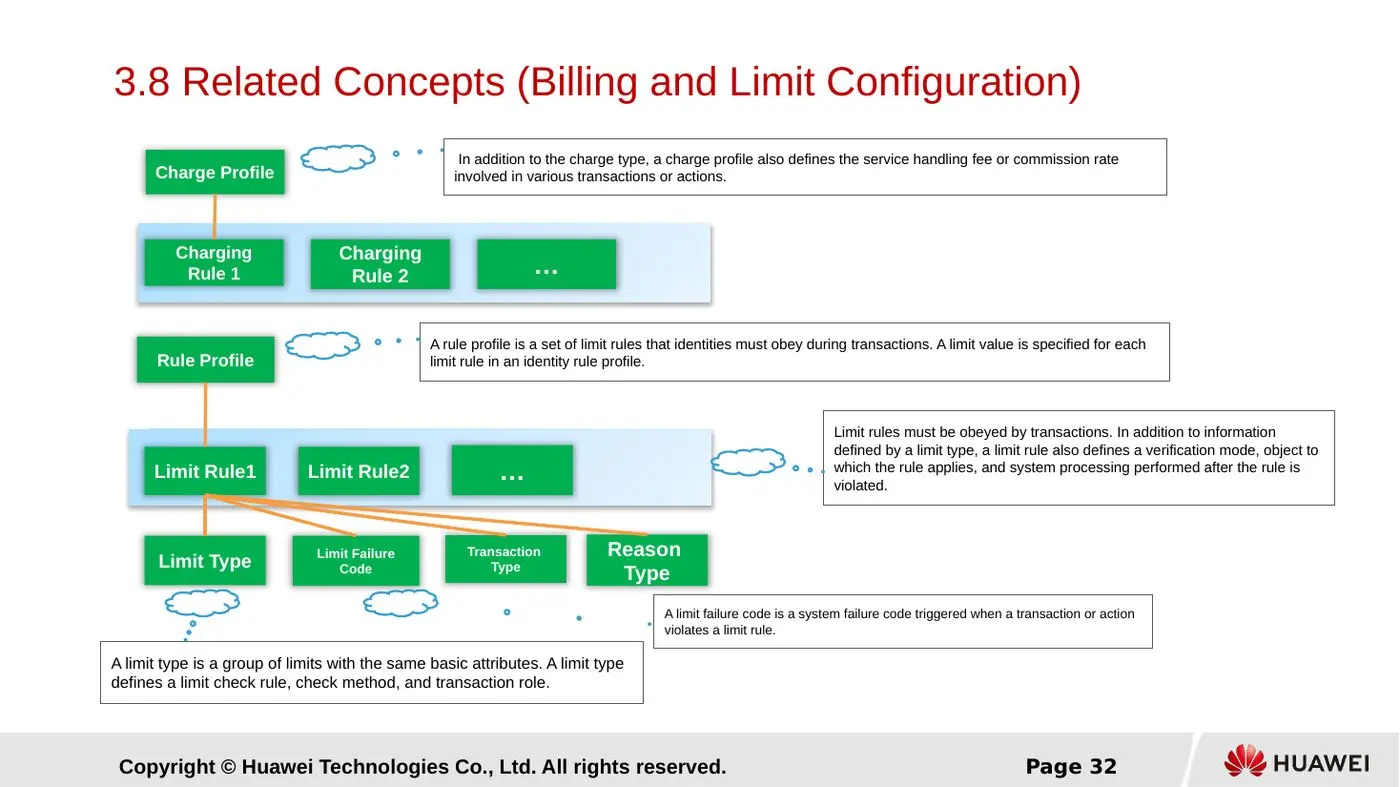 3.8 Related Concepts (Billing and Limit Configuration)
Charge Profile
In addition to the charge type, a charge profile also defines the service handling fee or commission rate
involved in various transactions or actions.
Charging
Rule 1
Charging
Rule 2
...
Rule Profile
A rule profile is a set of limit rules that identities must obey during transactions. A limit value is specified for each
limit rule in an identity rule profile.
Limit Rule1
Limit Rule2
...
Limit rules must be obeyed by transactions. In addition to information
defined by a limit type, a limit rule also defines a verification mode, object to
which the rule applies, and system processing performed after the rule is
violated.
Limit Type
Limit Failure
Code
Transaction
Type
Reason
Type
A limit failure code is a system failure code triggered when a transaction or action
violates a limit rule.
A limit type is a group of limits with the same basic attributes. A limit type
defines a limit check rule, check method, and transaction role.
Copyright © Huawei Technologies Co., Ltd. All rights reserved.
Page 32
HUAWEI